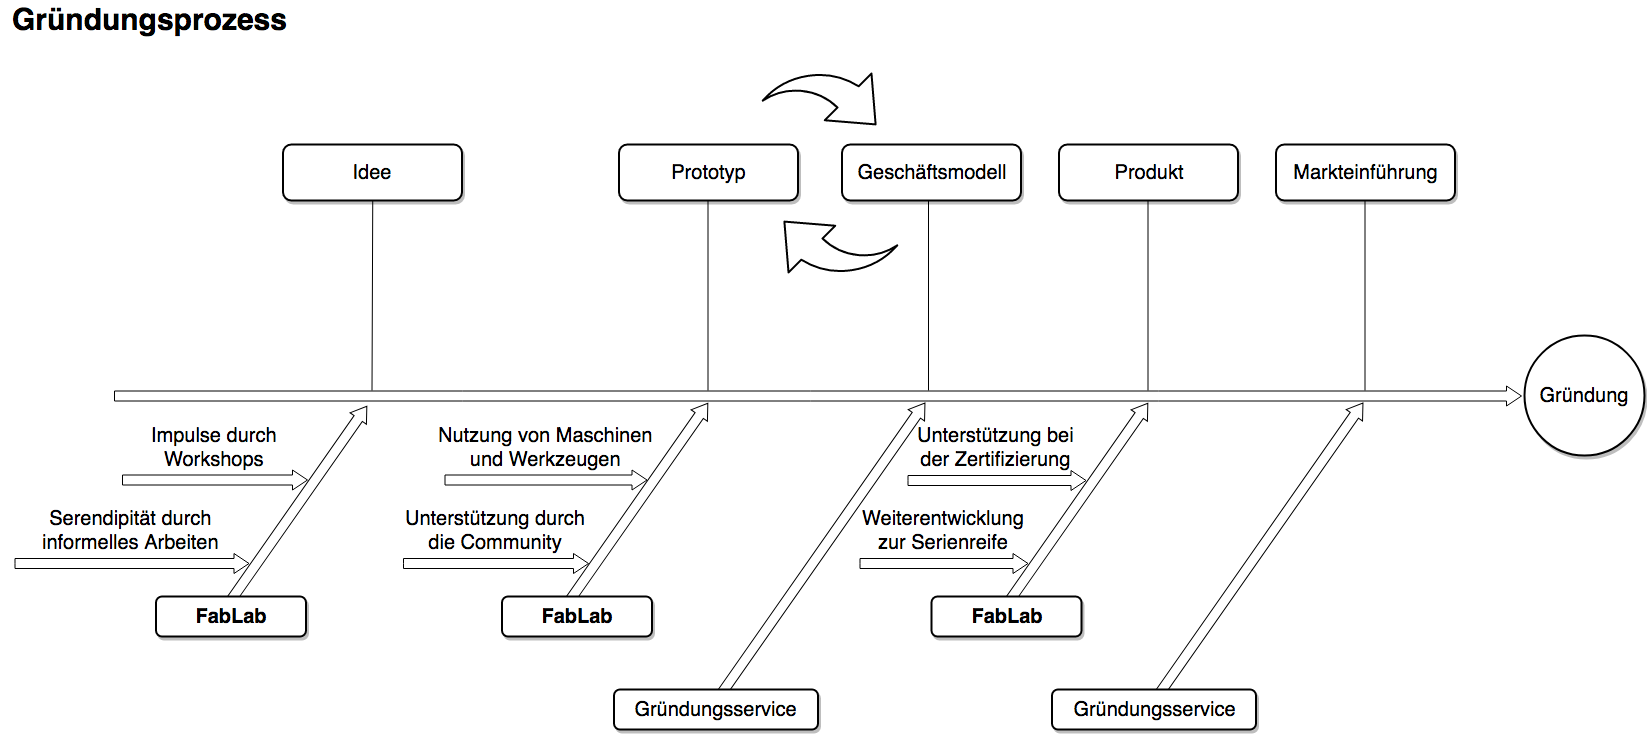 Gründungsprozess
Idee
Prototyp
Geschäftsmodell
Produkt
Markteinführung
Gründung
Impulse durch
Workshops
Serendipität durch
informelles Arbeiten
FabLab
Nutzung von Maschinen
und Werkzeugen
Unterstützung durch
die Community
FabLab
Unterstützung bei
der Zertifizierung
Weiterentwicklung
zur Serienreife
FabLab
Gründungsservice
Gründungsservice